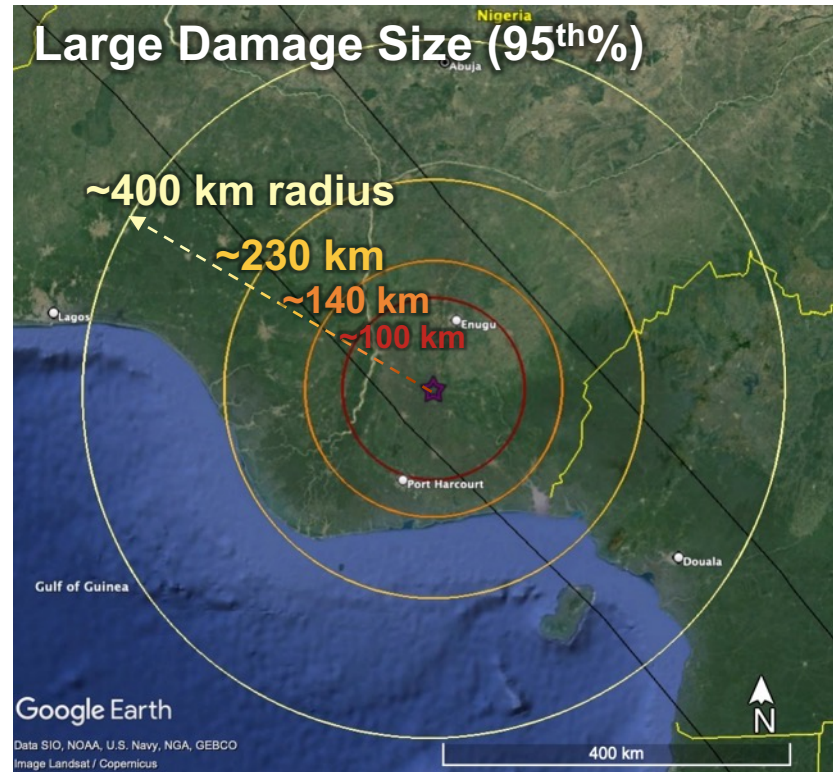 Nigeria
Large Damage Size (95th%)
Abuja
~400 km radius
~230 km
~140 km
~100 km
Enugu
Lagos
Port Harcourt
Douala
Gulf of Guinea
Google Earth
N
Data SIO, NOAA, U.S. Navy, NGA, GEBCO
400 km
Image Landsat / Copernicus